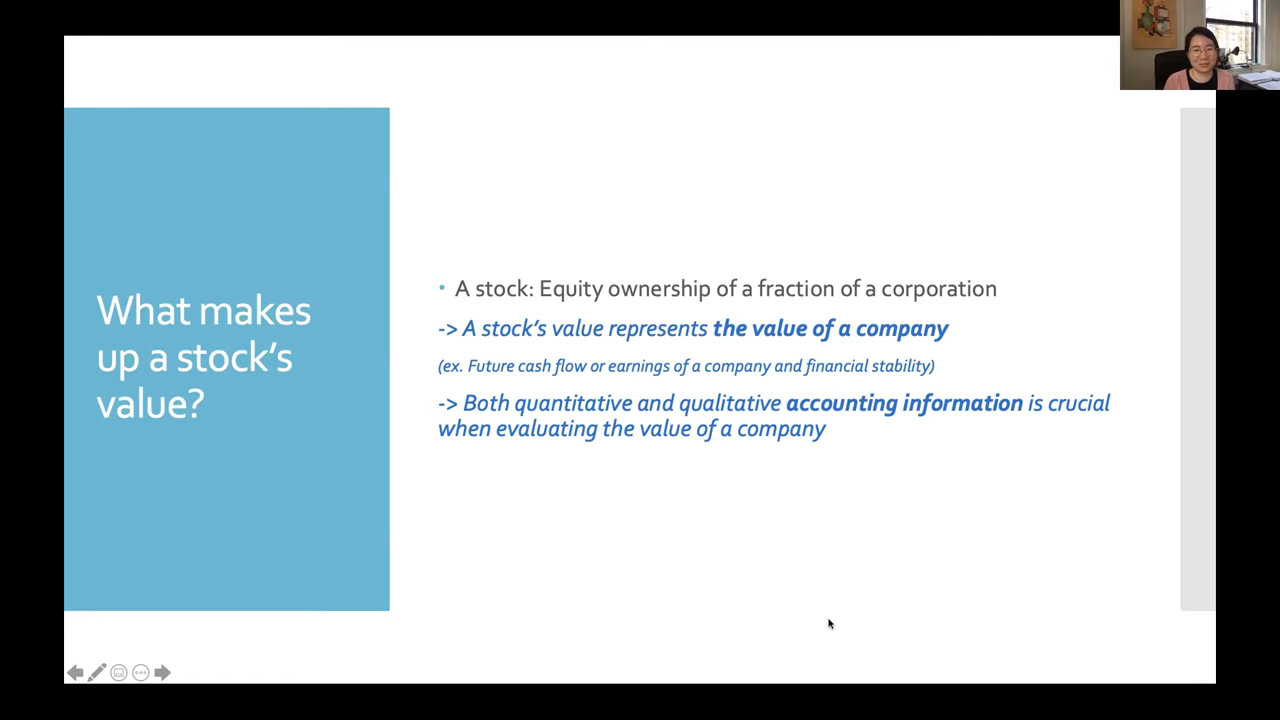 What makes
up a stock's
value?
• A stock: Equity ownership of a fraction of a corporation
-> A stock's value represents the value of a company
(ex. Future cash flow or earnings of a company and financial stability)
-> Both quantitative and qualitative accounting information is crucial
when evaluating the value of a company